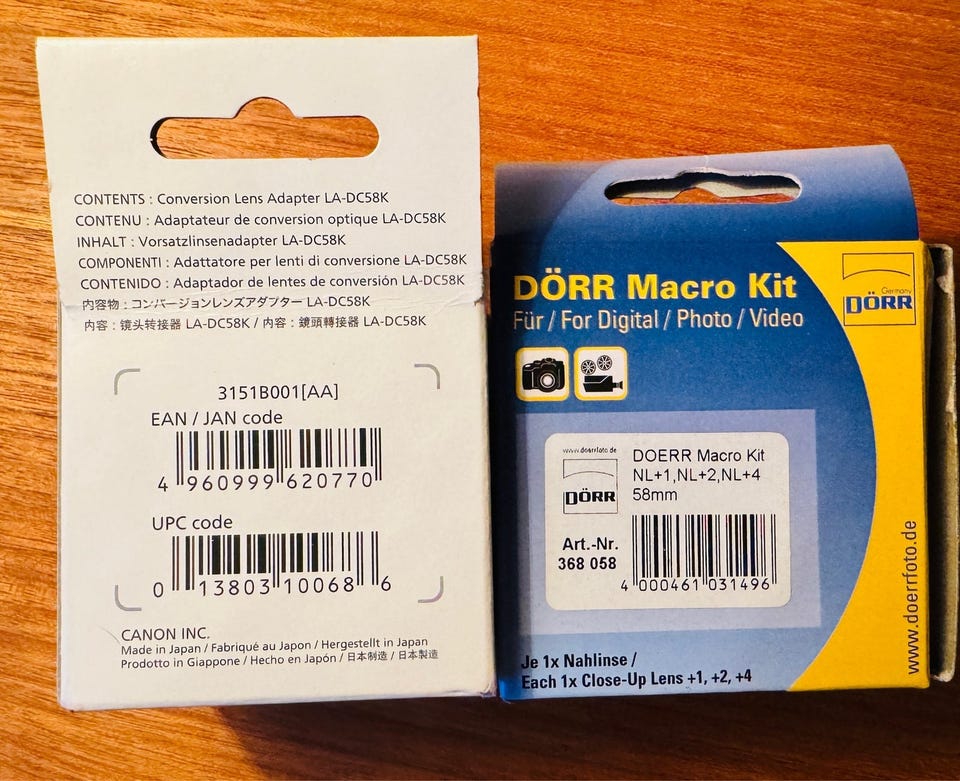 CONTENTS : Conversion Lens Adapter LA-DC58K
CONTENU : Adaptateur de conversion optique LA-DC58K
INHALT : Vorsatzlinsenadapter LA-DC58K
COMPONENTI : Adattatore per lenti di conversione LA-DC58K
CONTENIDO : Adaptador de lentes de conversión LA-DC58K
内容物 : コンバージョンレンズアダプター LA-DC58K
内容 : 镜头转接器 LA-DC58K / 内容 : 鏡頭轉接器 LA-DC58K
3151B001[AA]
EAN / JAN code
4 960999 620770
UPC code
0 13803 10068 6
CANON INC.
Made in Japan / Fabriqué au Japon / Hergestellt in Japan
Prodotto in Giappone / Hecho en Japón / 日本制造 / 日本製造
DÖRR Macro Kit
Für / For Digital / Photo / Video
Germany
DÖRR
www.doerrfoto.de
DÖRR
DOERR Macro Kit
NL+1,NL+2,NL+4
58mm
Art.-Nr.
368 058
4 000461 031496
Je 1x Nahlinse /
Each 1x Close-Up Lens +1, +2, +4
www.doerrfoto.de